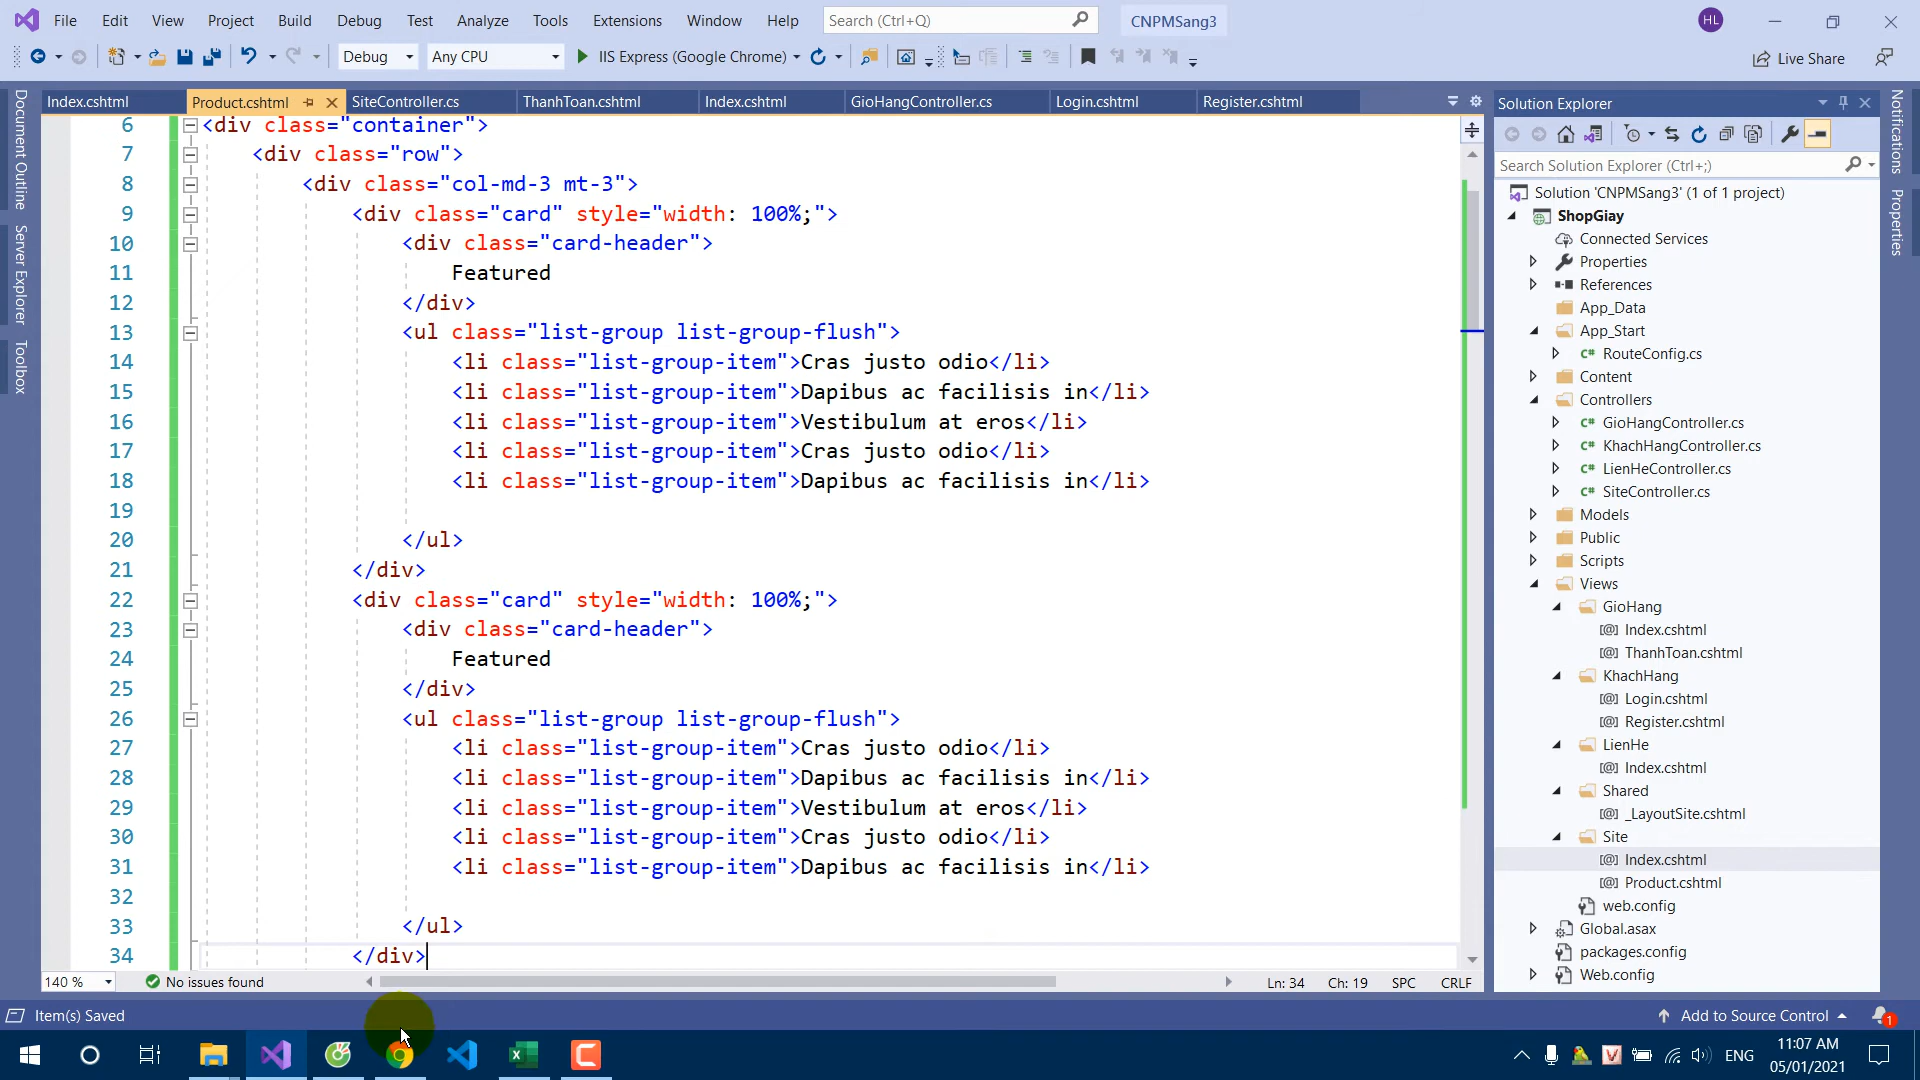 File Edit View Project Build Debug Test Analyze Tools Extensions Window Help Search (Ctrl+Q) CNPMSang3 HL
Debug Any CPU IIS Express (Google Chrome) Live Share
Index.cshtml Product.cshtml SiteController.cs ThanhToan.cshtml Index.cshtml GioHangController.cs Login.cshtml Register.cshtml
Document Outline
Server Explorer
Toolbox
6 <div class="container">
7 <div class="row">
8 <div class="col-md-3 mt-3">
9 <div class="card" style="width: 100%;">
10 <div class="card-header">
11 Featured
12 </div>
13 <ul class="list-group list-group-flush">
14 <li class="list-group-item">Cras justo odio</li>
15 <li class="list-group-item">Dapibus ac facilisis in</li>
16 <li class="list-group-item">Vestibulum at eros</li>
17 <li class="list-group-item">Cras justo odio</li>
18 <li class="list-group-item">Dapibus ac facilisis in</li>
19
20 </ul>
21 </div>
22 <div class="card" style="width: 100%;">
23 <div class="card-header">
24 Featured
25 </div>
26 <ul class="list-group list-group-flush">
27 <li class="list-group-item">Cras justo odio</li>
28 <li class="list-group-item">Dapibus ac facilisis in</li>
29 <li class="list-group-item">Vestibulum at eros</li>
30 <li class="list-group-item">Cras justo odio</li>
31 <li class="list-group-item">Dapibus ac facilisis in</li>
32
33 </ul>
34 </div>
140 % No issues found Ln: 34 Ch: 19 SPC CRLF
Solution Explorer
Search Solution Explorer (Ctrl+;)
Solution 'CNPMSang3' (1 of 1 project)
ShopGiay
Connected Services
Properties
References
App_Data
App_Start
C# RouteConfig.cs
Content
Controllers
C# GioHangController.cs
C# KhachHangController.cs
C# LienHeController.cs
C# SiteController.cs
Models
Public
Scripts
Views
GioHang
[@] Index.cshtml
[@] ThanhToan.cshtml
KhachHang
[@] Login.cshtml
[@] Register.cshtml
LienHe
[@] Index.cshtml
Shared
[@] _LayoutSite.cshtml
Site
[@] Index.cshtml
[@] Product.cshtml
web.config
Global.asax
packages.config
Web.config
Notifications
Properties
Item(s) Saved Add to Source Control 1
ENG 11:07 AM
05/01/2021